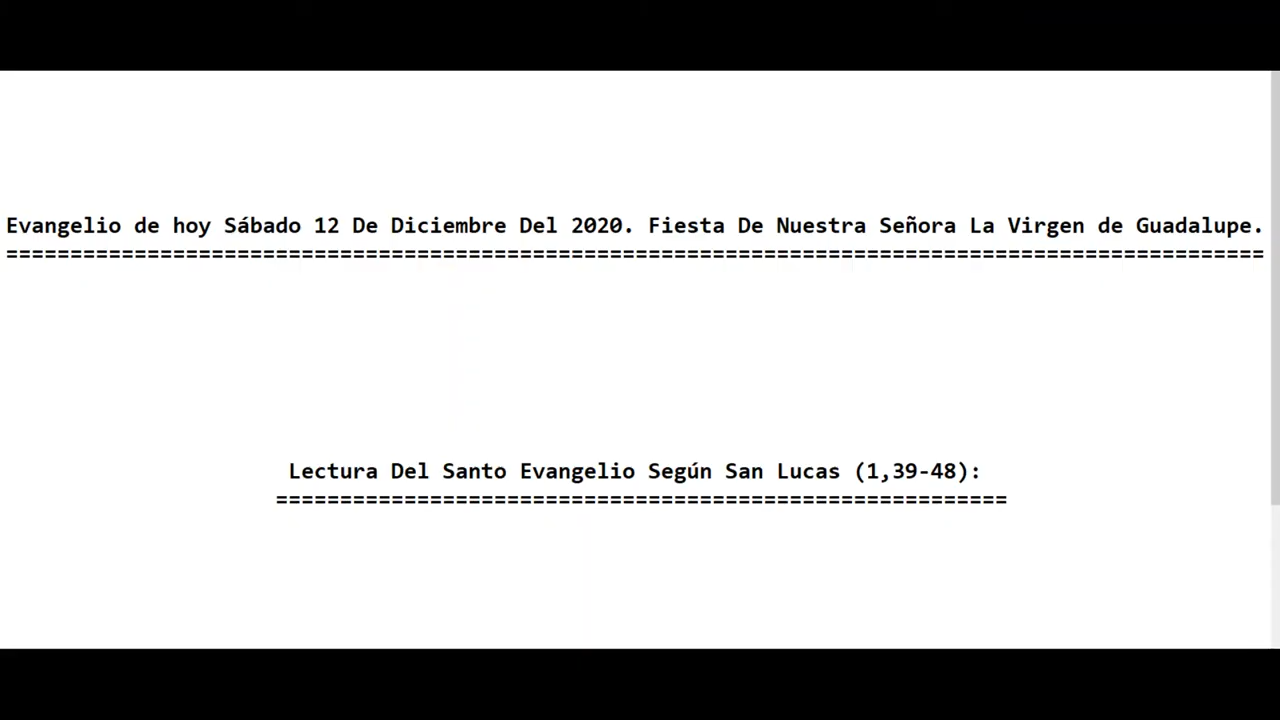 Evangelio de hoy Sábado 12 De Diciembre Del 2020. Fiesta De Nuestra Señora La Virgen de Guadalupe.
==================================================================================================
Lectura Del Santo Evangelio Según San Lucas (1,39-48):
=========================================================